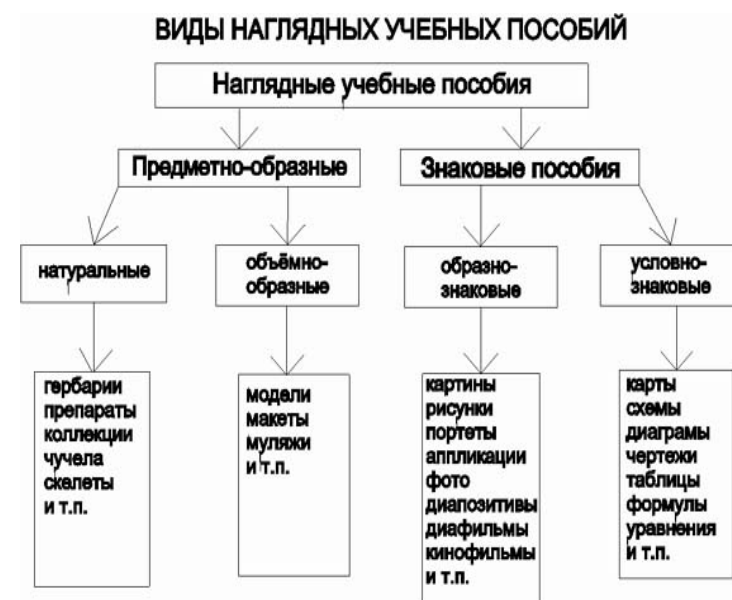 ВИДЫ НАГЛЯДНЫХ УЧЕБНЫХ ПОСОБИЙ
Наглядные учебные пособия
Предметно-образные
Знаковые пособия
натуральные
объёмно-
образные
образно-
знаковые
условно-
знаковые
гербарии
препараты
коллекции
чучела
скелеты
и т.п.
модели
макеты
муляжи
и т.п.
картины
рисунки
портеты
аппликации
фото
диапозитивы
диафильмы
кинофильмы
и т.п.
карты
схемы
диаграмы
чертежи
таблицы
формулы
уравнения
и т.п.